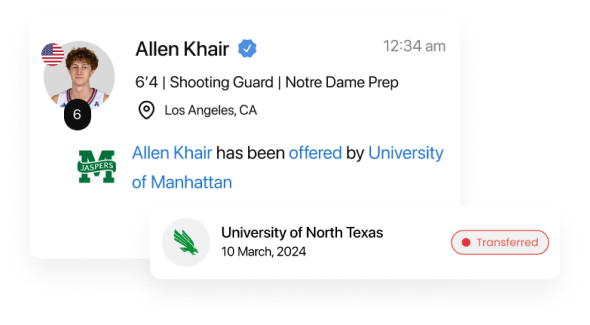 Allen Khair
12:34 am
6'4 | Shooting Guard | Notre Dame Prep
6
Los Angeles, CA
M
JASPERS
Allen Khair has been offered by University
of Manhattan
University of North Texas
10 March, 2024
Transferred